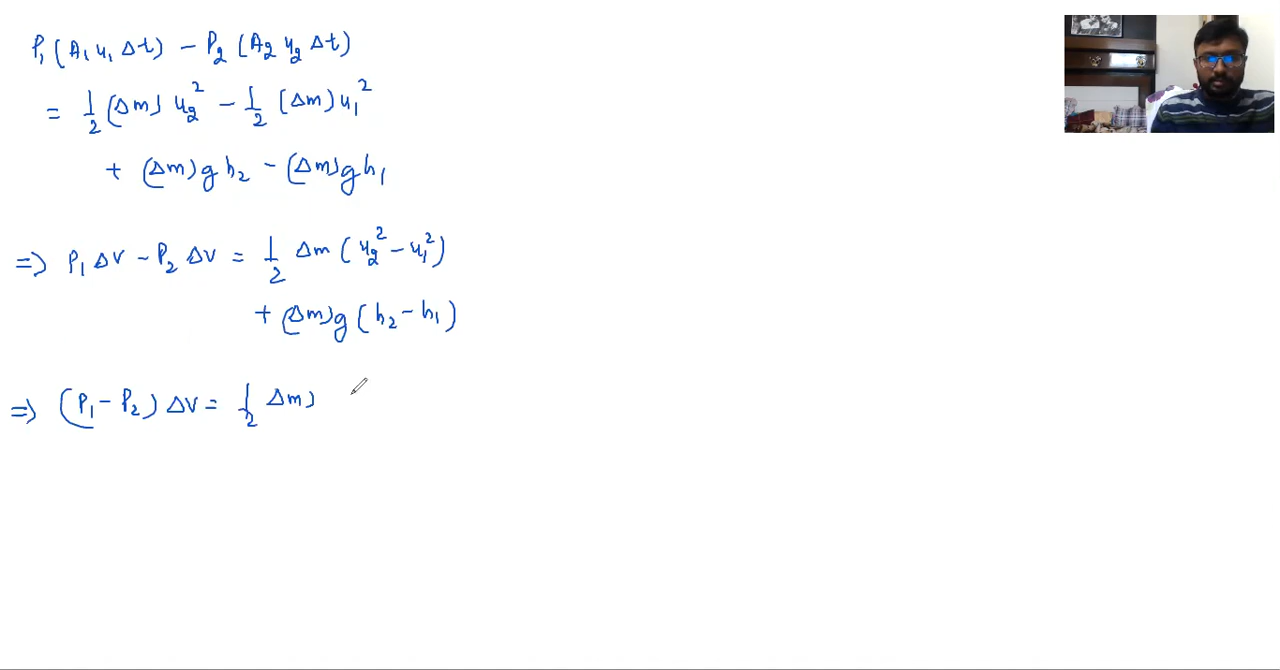 P₁ (A₁ u₁ Δt) - P₂ (A₂ u₂ Δt)
= 1/2 (Δm) u₂² - 1/2 (Δm) u₁²
+ (Δm) g h₂ - (Δm) g h₁
=> P₁ ΔV - P₂ ΔV = 1/2 Δm (u₂² - u₁²)
+ (Δm) g (h₂ - h₁)
=> (P₁ - P₂) ΔV = 1/2 Δm)